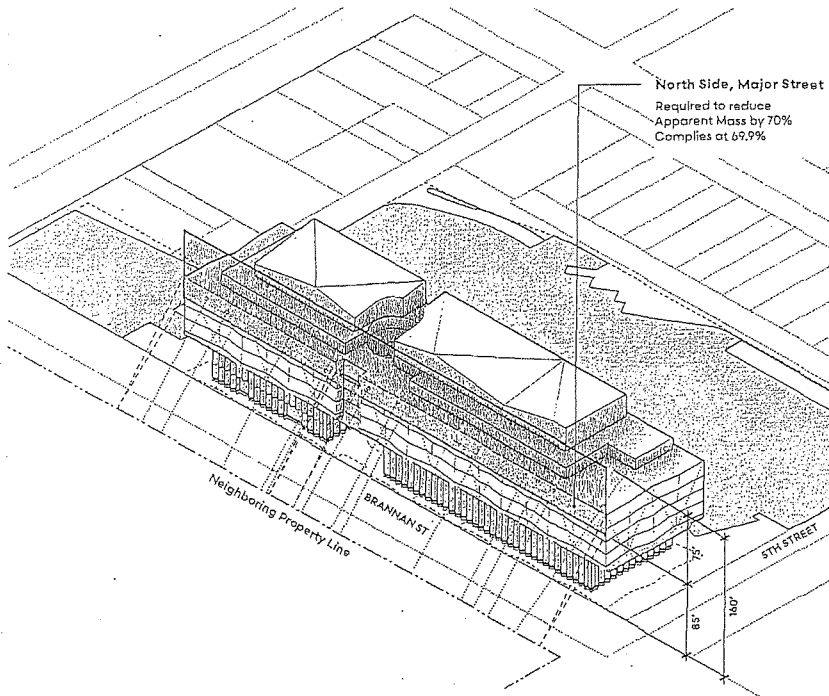 North Side, Major Street
Required to reduce
Apparent Mass by 70%
Complies at 69.9%
Neighboring Property Line
BRANNAN ST
5TH STREET
75'
85'
160'